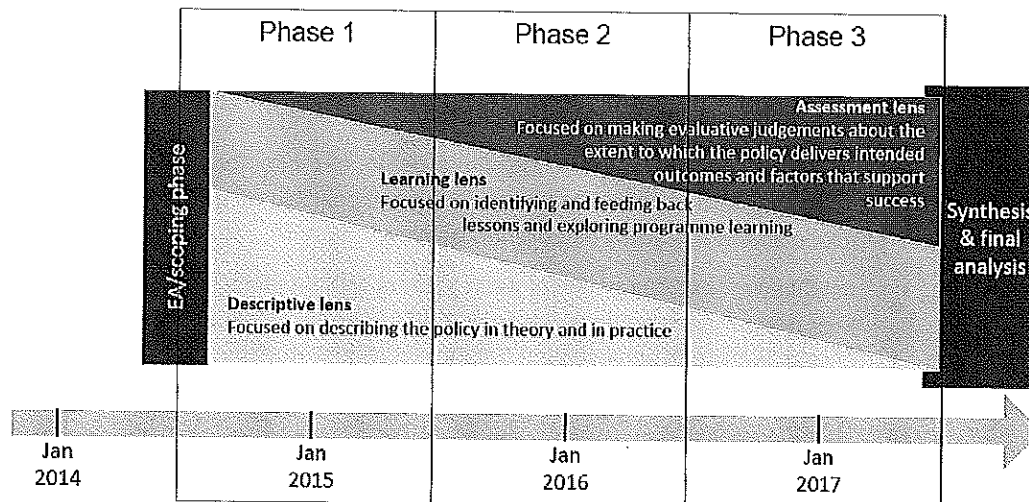 Phase 1
Phase 2
Phase 3
EA/scoping phase
Assessment lens
Focused on making evaluative judgements about the
extent to which the policy delivers intended
outcomes and factors that support
success
Learning lens
Focused on identifying and feeding back
lessons and exploring programme learning
Descriptive lens
Focused on describing the policy in theory and in practice
Synthesis
& final
analysis
Jan
2014
Jan
2015
Jan
2016
Jan
2017